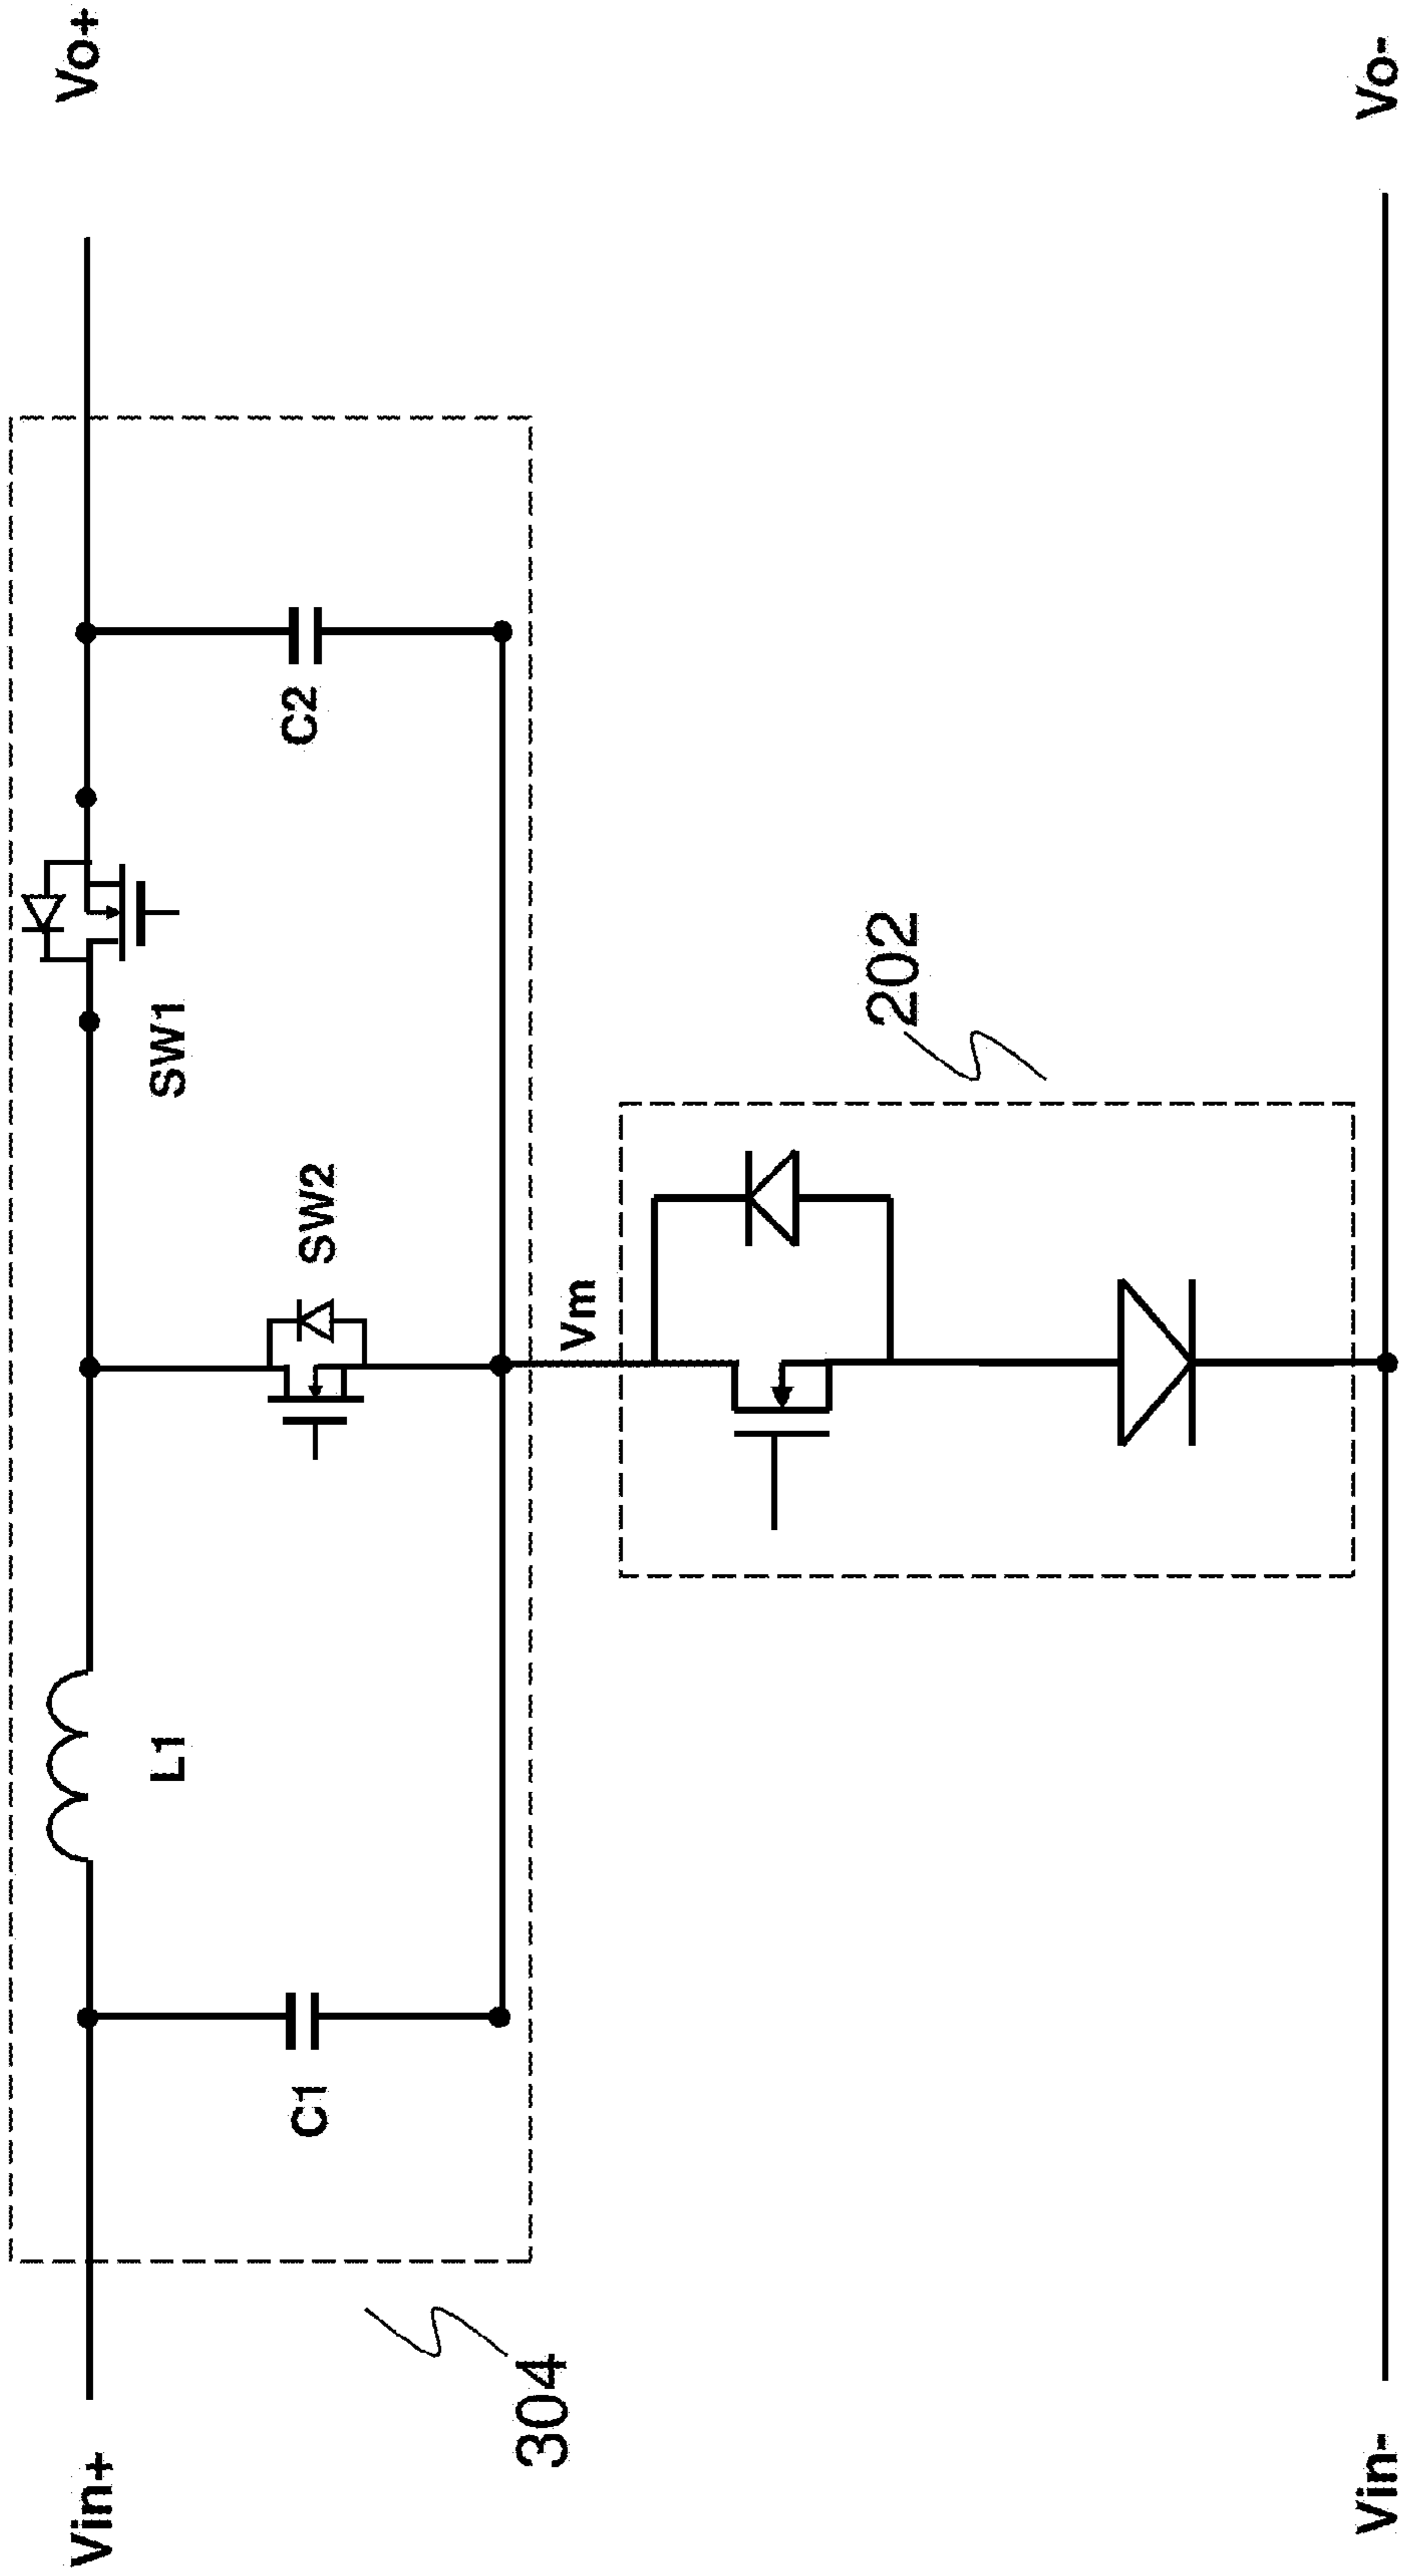 Vin+
Vo+
C1
L1
SW2
SW1
C2
304
Vm
202
Vin-
Vo-